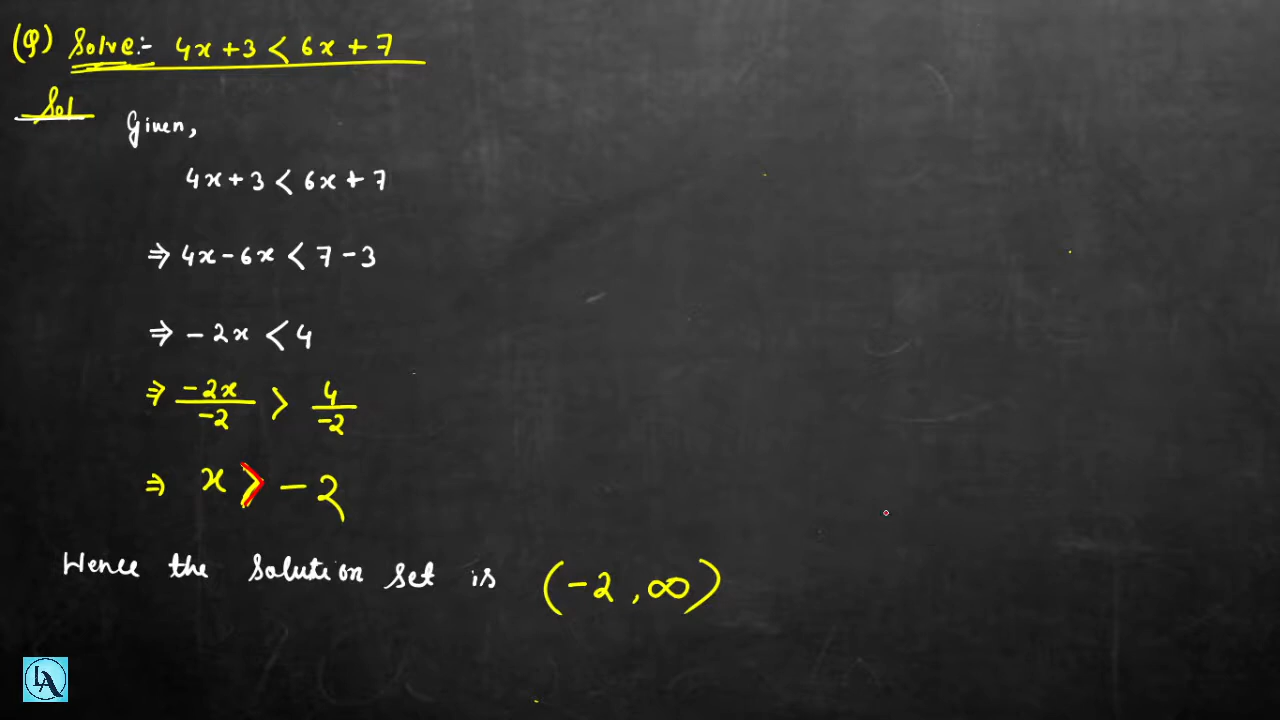 (Q) Solve:- 4x + 3 < 6x + 7
Sol
Given,
4x + 3 < 6x + 7
⇒ 4x - 6x < 7 - 3
⇒ - 2x < 4
⇒ -2x/-2 > 4/-2
⇒ x > - 2
Hence the solution set is (-2, ∞)
LA